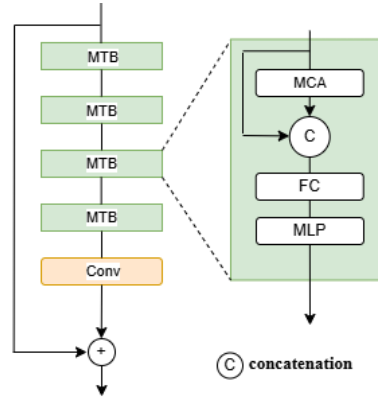 MTB
MTB
MTB
MTB
Conv
+
MCA
C
FC
MLP
C concatenation